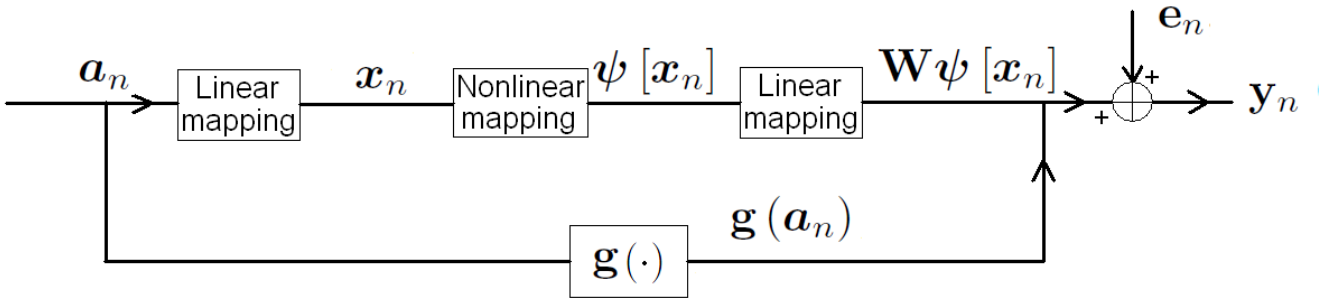 a_n
Linear mapping
x_n
Nonlinear mapping
ψ [x_n]
Linear mapping
Wψ [x_n]
e_n
+
+
y_n
g (a_n)
g (·)